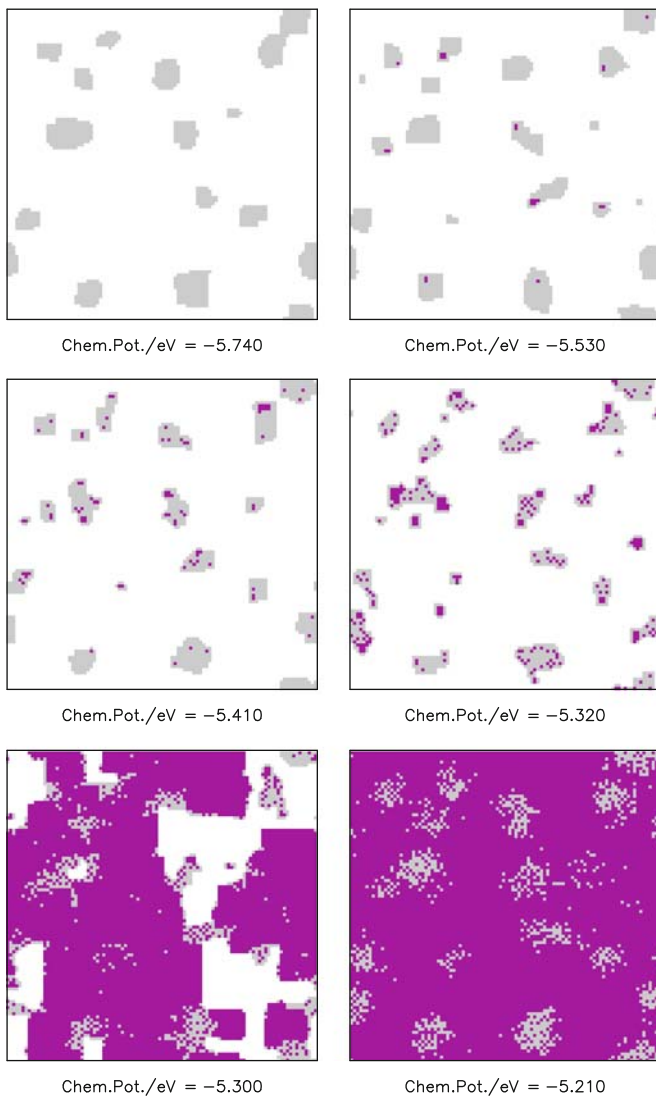 Chem.Pot./eV = −5.740
Chem.Pot./eV = −5.530
Chem.Pot./eV = −5.410
Chem.Pot./eV = −5.320
Chem.Pot./eV = −5.300
Chem.Pot./eV = −5.210